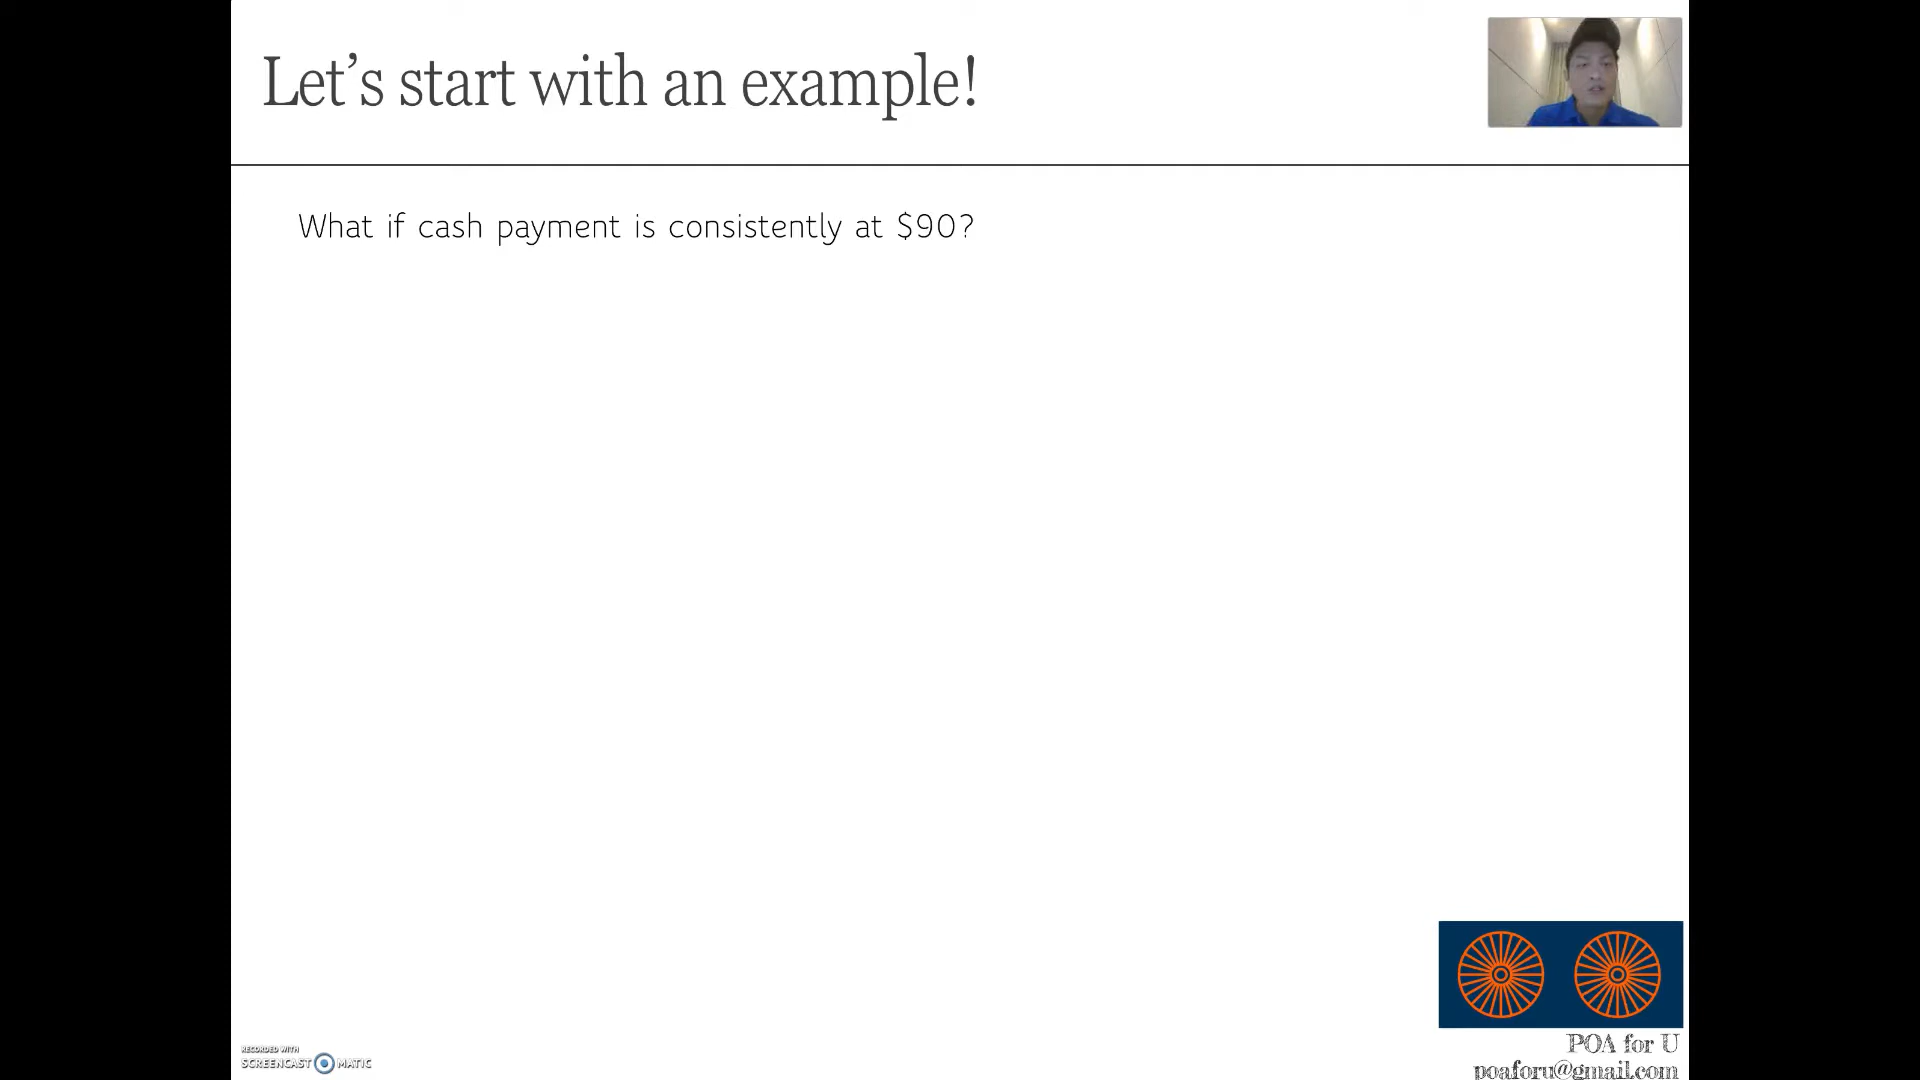 Let's start with an example!
What if cash payment is consistently at $90?
POA for U
RECORDED WITH
SCREENCAST MATIC
poaforu@gmail.com